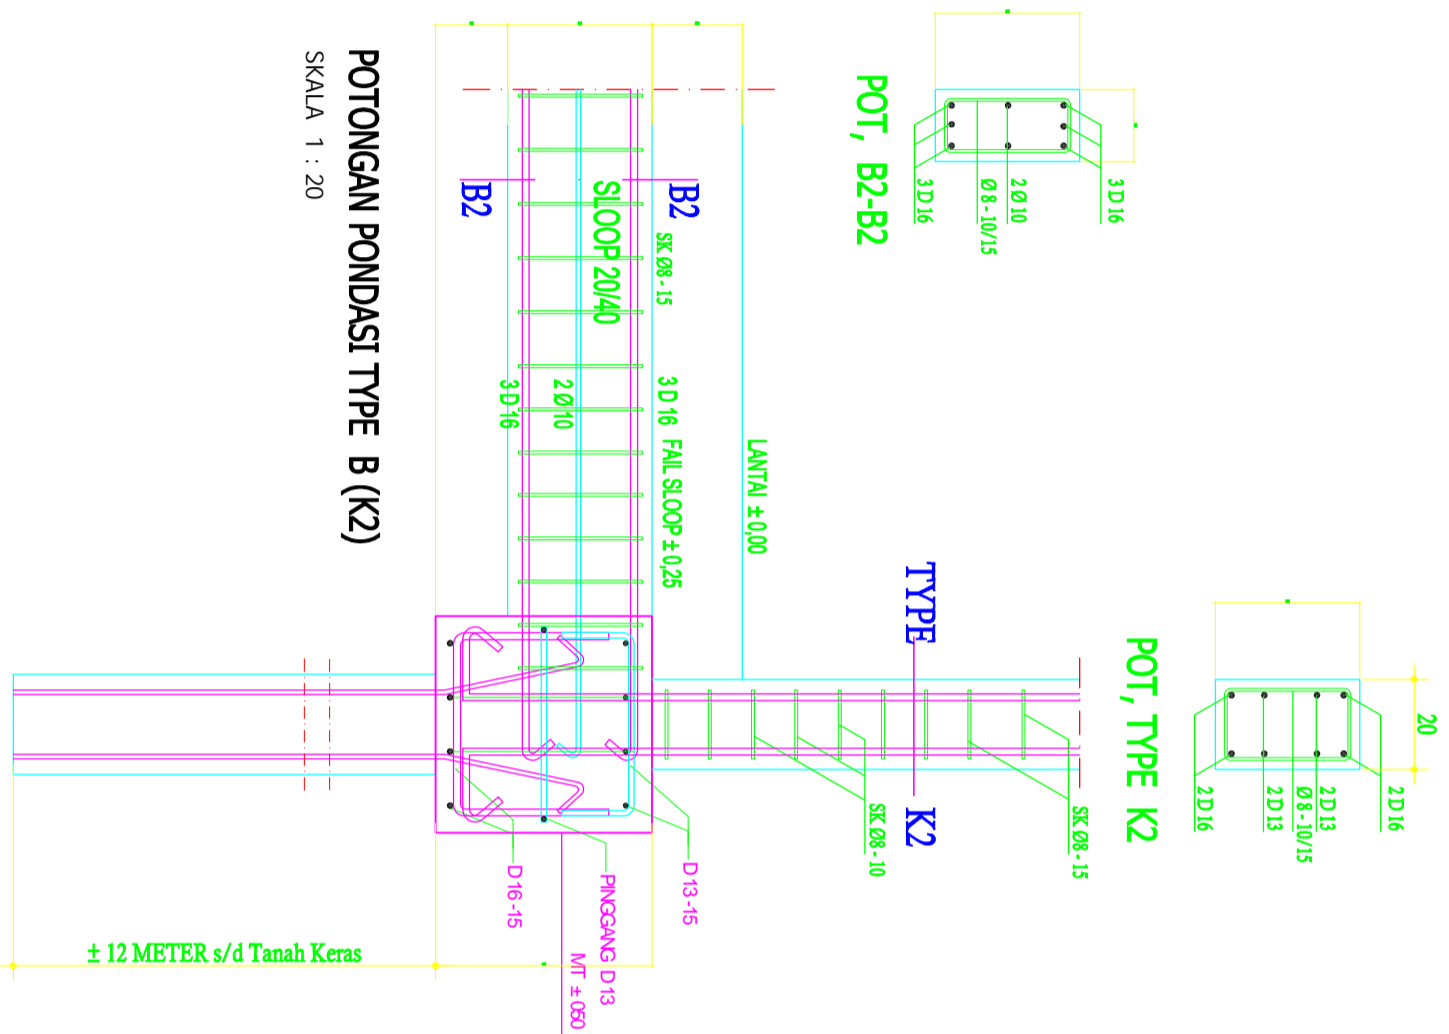 POT, TYPE K2
20
2 D 16
2 D 13
Ø 8 - 10/15
2 D 13
2 D 16
POT, B2-B2
3 D 16
2 Ø 10
Ø 8 - 10/15
3 D 16
TYPE K2
SK Ø8 - 15
SK Ø8 - 10
LANTAI ± 0,00
B2
SK Ø8 - 15
3 D 16 FAIL SLOOP ± 0,25
SLOOP 20/40
2 Ø 10
B2
3 D 16
D 13 -15
PINGGANG D 13
MT ± 060
D 16 -15
± 12 METER s/d Tanah Keras
POTONGAN PONDASI TYPE B (K2)
SKALA 1 : 20